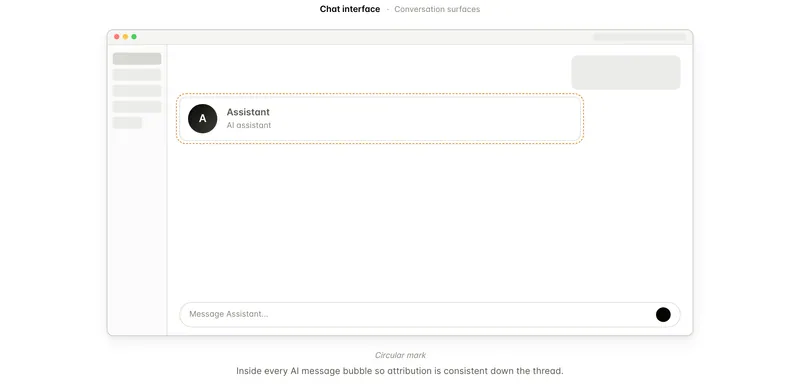 Chat interface · Conversation surfaces
A
Assistant
AI assistant
Message Assistant...
Circular mark
Inside every AI message bubble so attribution is consistent down the thread.